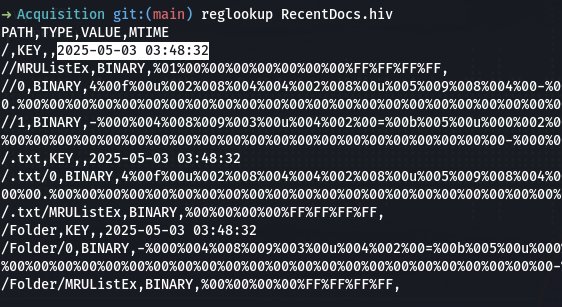 → Acquisition git:(main) reglookup RecentDocs.hiv
PATH,TYPE,VALUE,MTIME
/,KEY,,2025-05-03 03:48:32
//MRUListEx,BINARY,%01%00%00%00%00%00%00%00%FF%FF%FF%FF,
//0,BINARY,4%00f%00u%002%008%004%004%002%008%00u%005%009%008%004%00-%0
0.%00%00%00%00%00%00%00%00%00%00%00%00%00%00%00%00%00%00%00%00%00%00
//1,BINARY,-%000%004%008%009%003%00u%004%002%00=%00b%005%00u%000%002%0
%00%00%00%00%00%00%00%00%00%00%00%00%00%00%00%00%00%00%00%00-%000%0
/.txt,KEY,,2025-05-03 03:48:32
/.txt/0,BINARY,4%00f%00u%002%008%004%004%002%008%00u%005%009%008%004%0
00%00.%00%00%00%00%00%00%00%00%00%00%00%00%00%00%00%00%00%00%00%00%
/.txt/MRUListEx,BINARY,%00%00%00%00%FF%FF%FF%FF,
/Folder,KEY,,2025-05-03 03:48:32
/Folder/0,BINARY,-%000%004%008%009%003%00u%004%002%00=%00b%005%00u%000
%00%00%00%00%00%00%00%00%00%00%00%00%00%00%00%00%00%00%00%00%00%00-%
/Folder/MRUListEx,BINARY,%00%00%00%00%FF%FF%FF%FF,